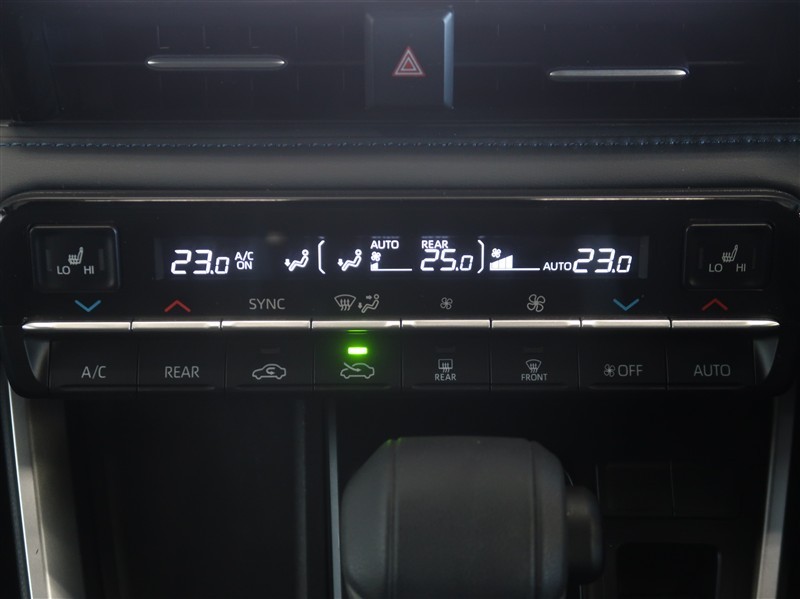 LO HI
23.0 A/C ON
AUTO REAR 25.0
AUTO 23.0
LO HI
SYNC
A/C
REAR
REAR
FRONT
OFF
AUTO